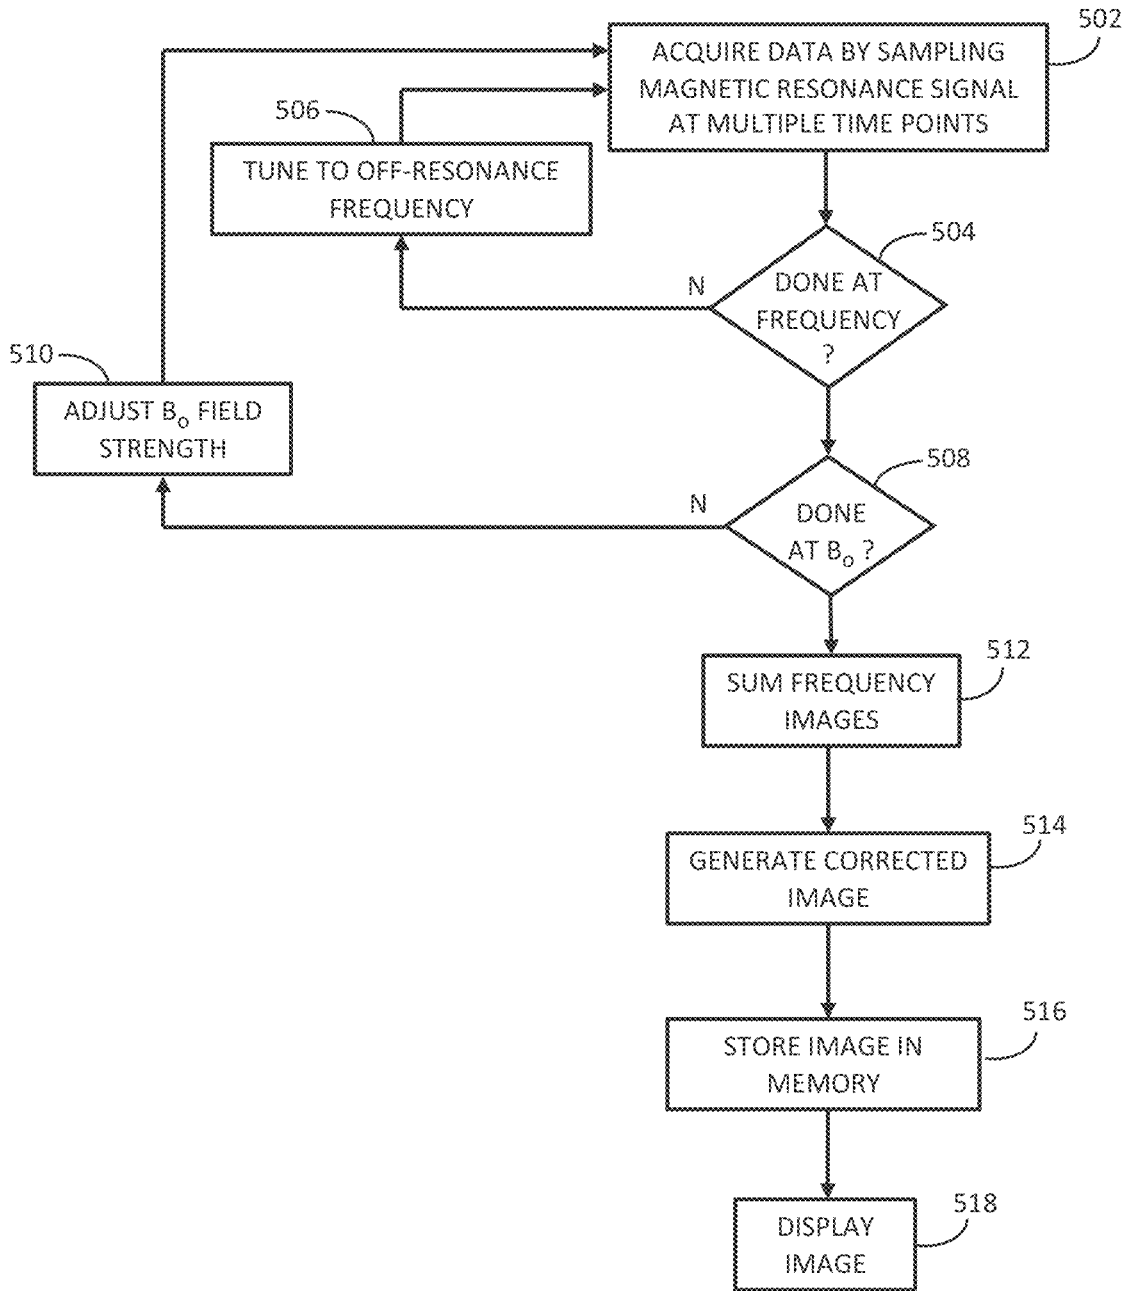 502
ACQUIRE DATA BY SAMPLING
MAGNETIC RESONANCE SIGNAL
AT MULTIPLE TIME POINTS
506
TUNE TO OFF-RESONANCE
FREQUENCY
504
N
DONE AT
FREQUENCY
?
510
ADJUST B₀ FIELD
STRENGTH
508
N
DONE
AT B₀ ?
512
SUM FREQUENCY
IMAGES
514
GENERATE CORRECTED
IMAGE
516
STORE IMAGE IN
MEMORY
518
DISPLAY
IMAGE